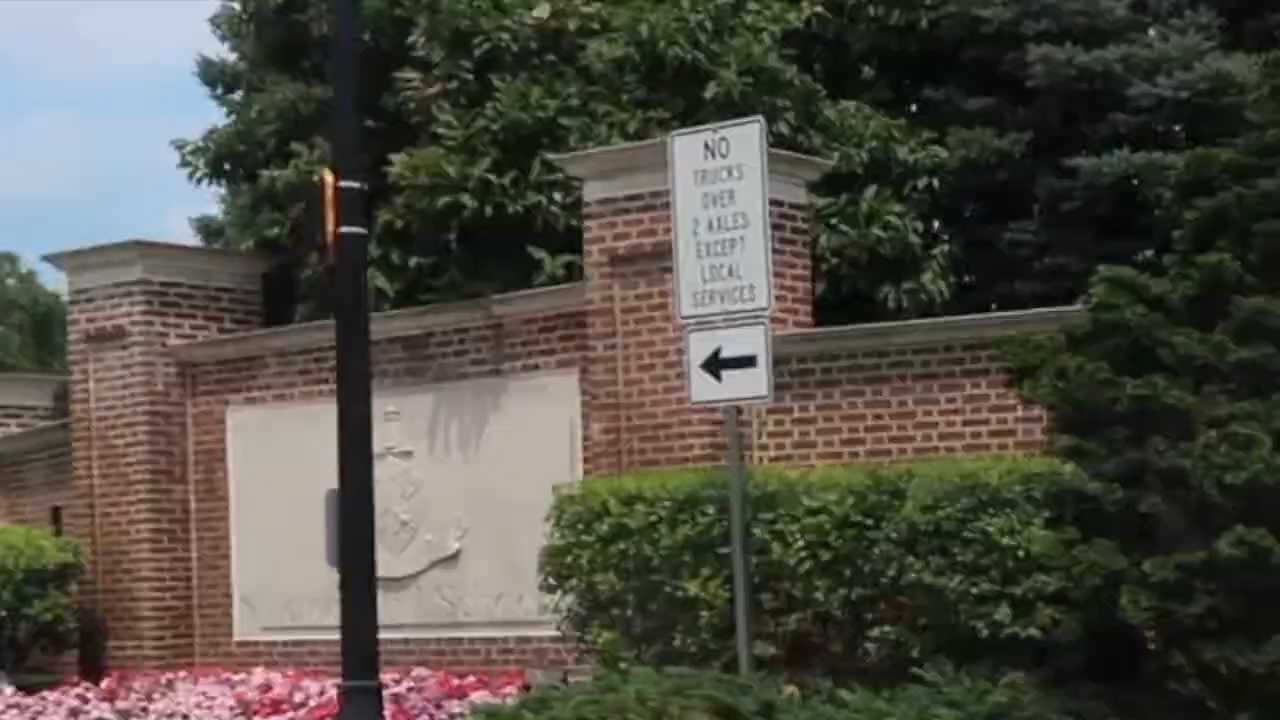 NO
TRUCKS
OVER
2 AXLES
EXCEPT
LOCAL
SERVICES